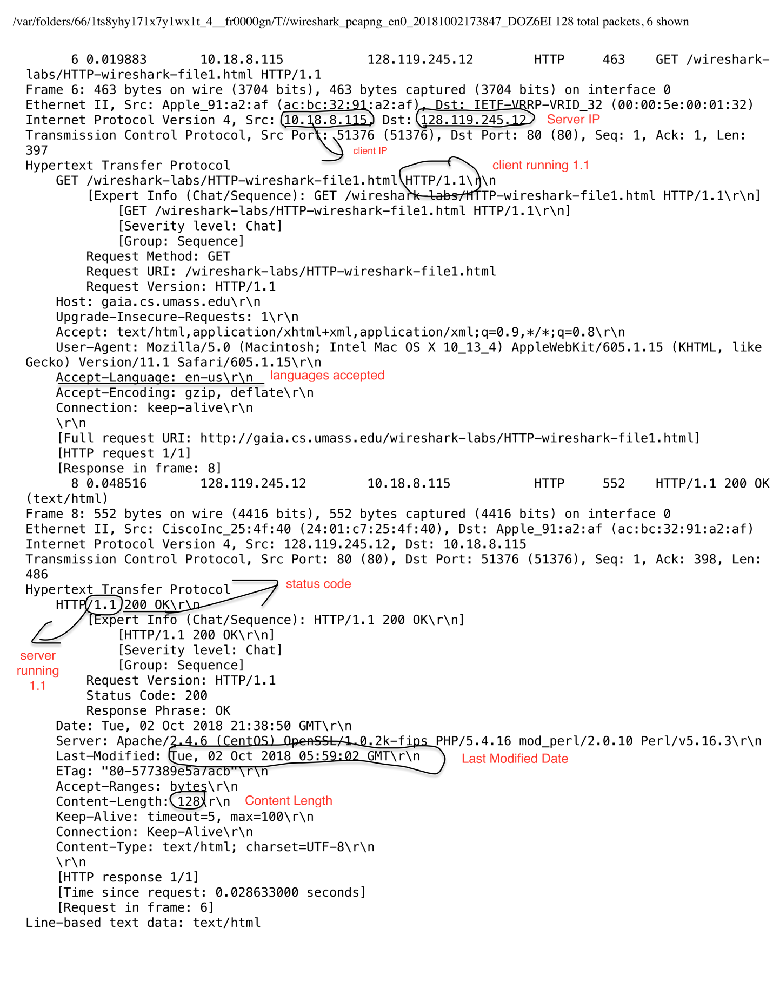 /var/folders/66/1ts8yhy171x7y1wx1t_4__fr0000gn/T//wireshark_pcapng_en0_20181002173847_DOZ6EI 128 total packets, 6 shown
6 0.019883 10.18.8.115 128.119.245.12 HTTP 463 GET /wireshark-
labs/HTTP-wireshark-file1.html HTTP/1.1
Frame 6: 463 bytes on wire (3704 bits), 463 bytes captured (3704 bits) on interface 0
Ethernet II, Src: Apple_91:a2:af (ac:bc:32:91:a2:af), Dst: IETF-VRRP-VRID_32 (00:00:5e:00:01:32)
Internet Protocol Version 4, Src: 10.18.8.115, Dst: 128.119.245.12 Server IP
Transmission Control Protocol, Src Port: 51376 (51376), Dst Port: 80 (80), Seq: 1, Ack: 1, Len:
397 client IP
Hypertext Transfer Protocol client running 1.1
GET /wireshark-labs/HTTP-wireshark-file1.html HTTP/1.1\r\n
[Expert Info (Chat/Sequence): GET /wireshark-labs/HTTP-wireshark-file1.html HTTP/1.1\r\n]
[GET /wireshark-labs/HTTP-wireshark-file1.html HTTP/1.1\r\n]
[Severity level: Chat]
[Group: Sequence]
Request Method: GET
Request URI: /wireshark-labs/HTTP-wireshark-file1.html
Request Version: HTTP/1.1
Host: gaia.cs.umass.edu\r\n
Upgrade-Insecure-Requests: 1\r\n
Accept: text/html,application/xhtml+xml,application/xml;q=0.9,*/*;q=0.8\r\n
User-Agent: Mozilla/5.0 (Macintosh; Intel Mac OS X 10_13_4) AppleWebKit/605.1.15 (KHTML, like
Gecko) Version/11.1 Safari/605.1.15\r\n
Accept-Language: en-us\r\n languages accepted
Accept-Encoding: gzip, deflate\r\n
Connection: keep-alive\r\n
\r\n
[Full request URI: http://gaia.cs.umass.edu/wireshark-labs/HTTP-wireshark-file1.html]
[HTTP request 1/1]
[Response in frame: 8]
8 0.048516 128.119.245.12 10.18.8.115 HTTP 552 HTTP/1.1 200 OK
(text/html)
Frame 8: 552 bytes on wire (4416 bits), 552 bytes captured (4416 bits) on interface 0
Ethernet II, Src: CiscoInc_25:4f:40 (24:01:c7:25:4f:40), Dst: Apple_91:a2:af (ac:bc:32:91:a2:af)
Internet Protocol Version 4, Src: 128.119.245.12, Dst: 10.18.8.115
Transmission Control Protocol, Src Port: 80 (80), Dst Port: 51376 (51376), Seq: 1, Ack: 398, Len:
486
Hypertext Transfer Protocol status code
HTTP/1.1 200 OK\r\n
[Expert Info (Chat/Sequence): HTTP/1.1 200 OK\r\n]
[HTTP/1.1 200 OK\r\n]
[Severity level: Chat]
[Group: Sequence]
server
running
1.1
Request Version: HTTP/1.1
Status Code: 200
Response Phrase: OK
Date: Tue, 02 Oct 2018 21:38:50 GMT\r\n
Server: Apache/2.4.6 (CentOS) OpenSSL/1.0.2k-fips PHP/5.4.16 mod_perl/2.0.10 Perl/v5.16.3\r\n
Last-Modified: Tue, 02 Oct 2018 05:59:02 GMT\r\n Last Modified Date
ETag: "80-577389e5a7acb"\r\n
Accept-Ranges: bytes\r\n
Content-Length: 128\r\n Content Length
Keep-Alive: timeout=5, max=100\r\n
Connection: Keep-Alive\r\n
Content-Type: text/html; charset=UTF-8\r\n
\r\n
[HTTP response 1/1]
[Time since request: 0.028633000 seconds]
[Request in frame: 6]
Line-based text data: text/html